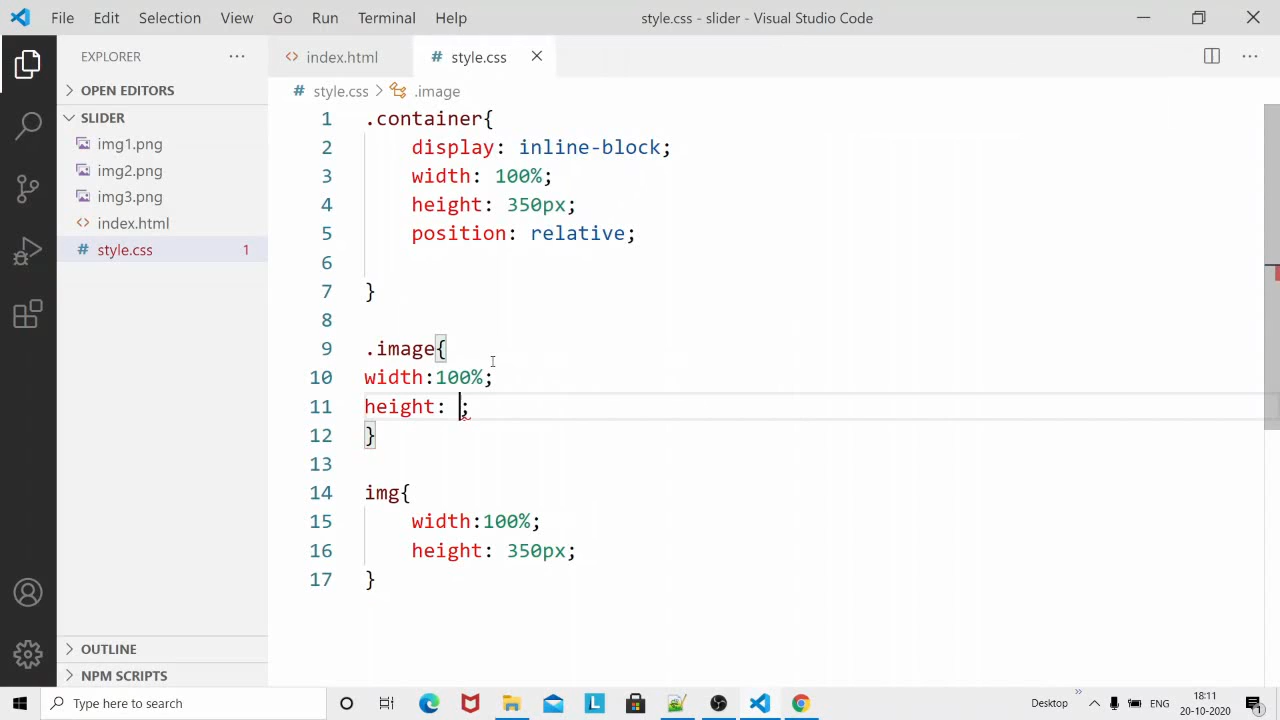 File Edit Selection View Go Run Terminal Help style.css - slider - Visual Studio Code
EXPLORER
index.html
# style.css
OPEN EDITORS
# style.css > .image
SLIDER
img1.png
img2.png
img3.png
index.html
# style.css 1
1 .container{
2 display: inline-block;
3 width: 100%;
4 height: 350px;
5 position: relative;
6
7 }
8
9 .image{
10 width:100%;
11 height: ;
12 }
13
14 img{
15 width:100%;
16 height: 350px;
17 }
OUTLINE
NPM SCRIPTS
Type here to search
L
Desktop
ENG
18:11
20-10-2020
1